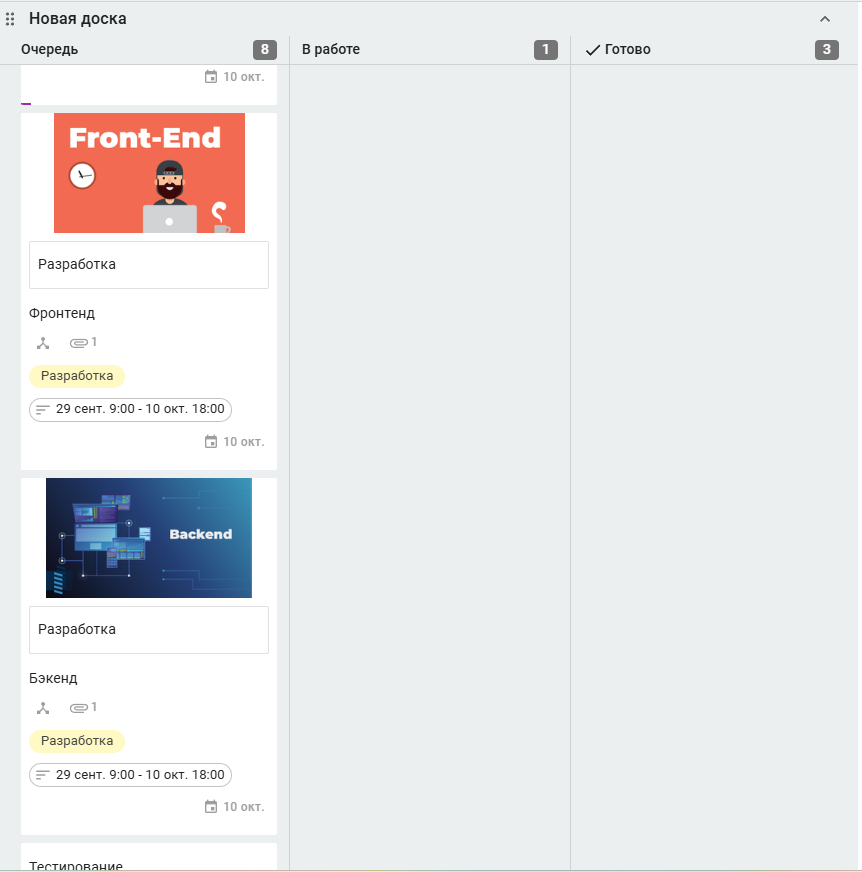 Новая доска
Очередь 8 В работе 1 Готово 3
10 окт.
Front-End
Разработка
Фронтенд
1
Разработка
29 сент. 9:00 - 10 окт. 18:00
10 окт.
Backend
Разработка
Бэкенд
1
Разработка
29 сент. 9:00 - 10 окт. 18:00
10 окт.
Тестирование